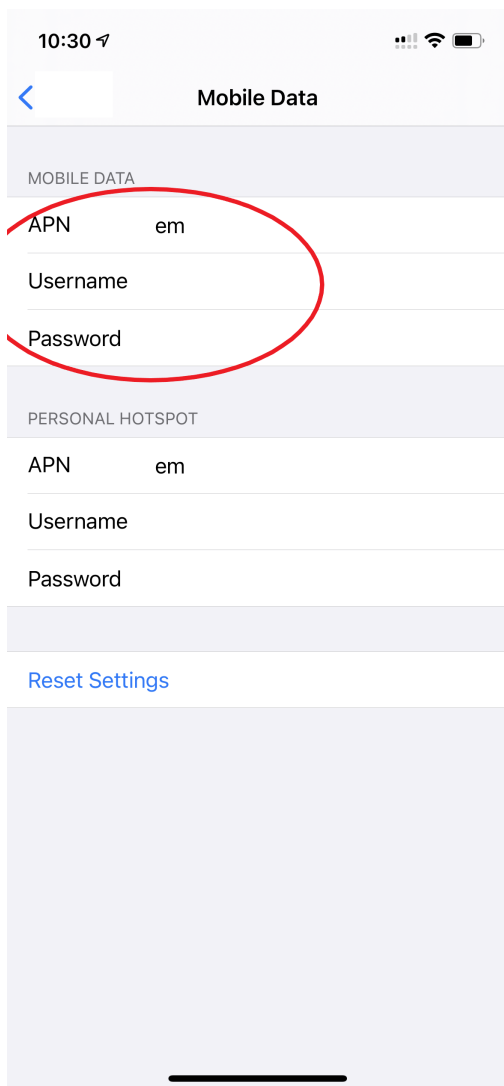 10:30
Mobile Data
MOBILE DATA
APN em
Username
Password
PERSONAL HOTSPOT
APN em
Username
Password
Reset Settings